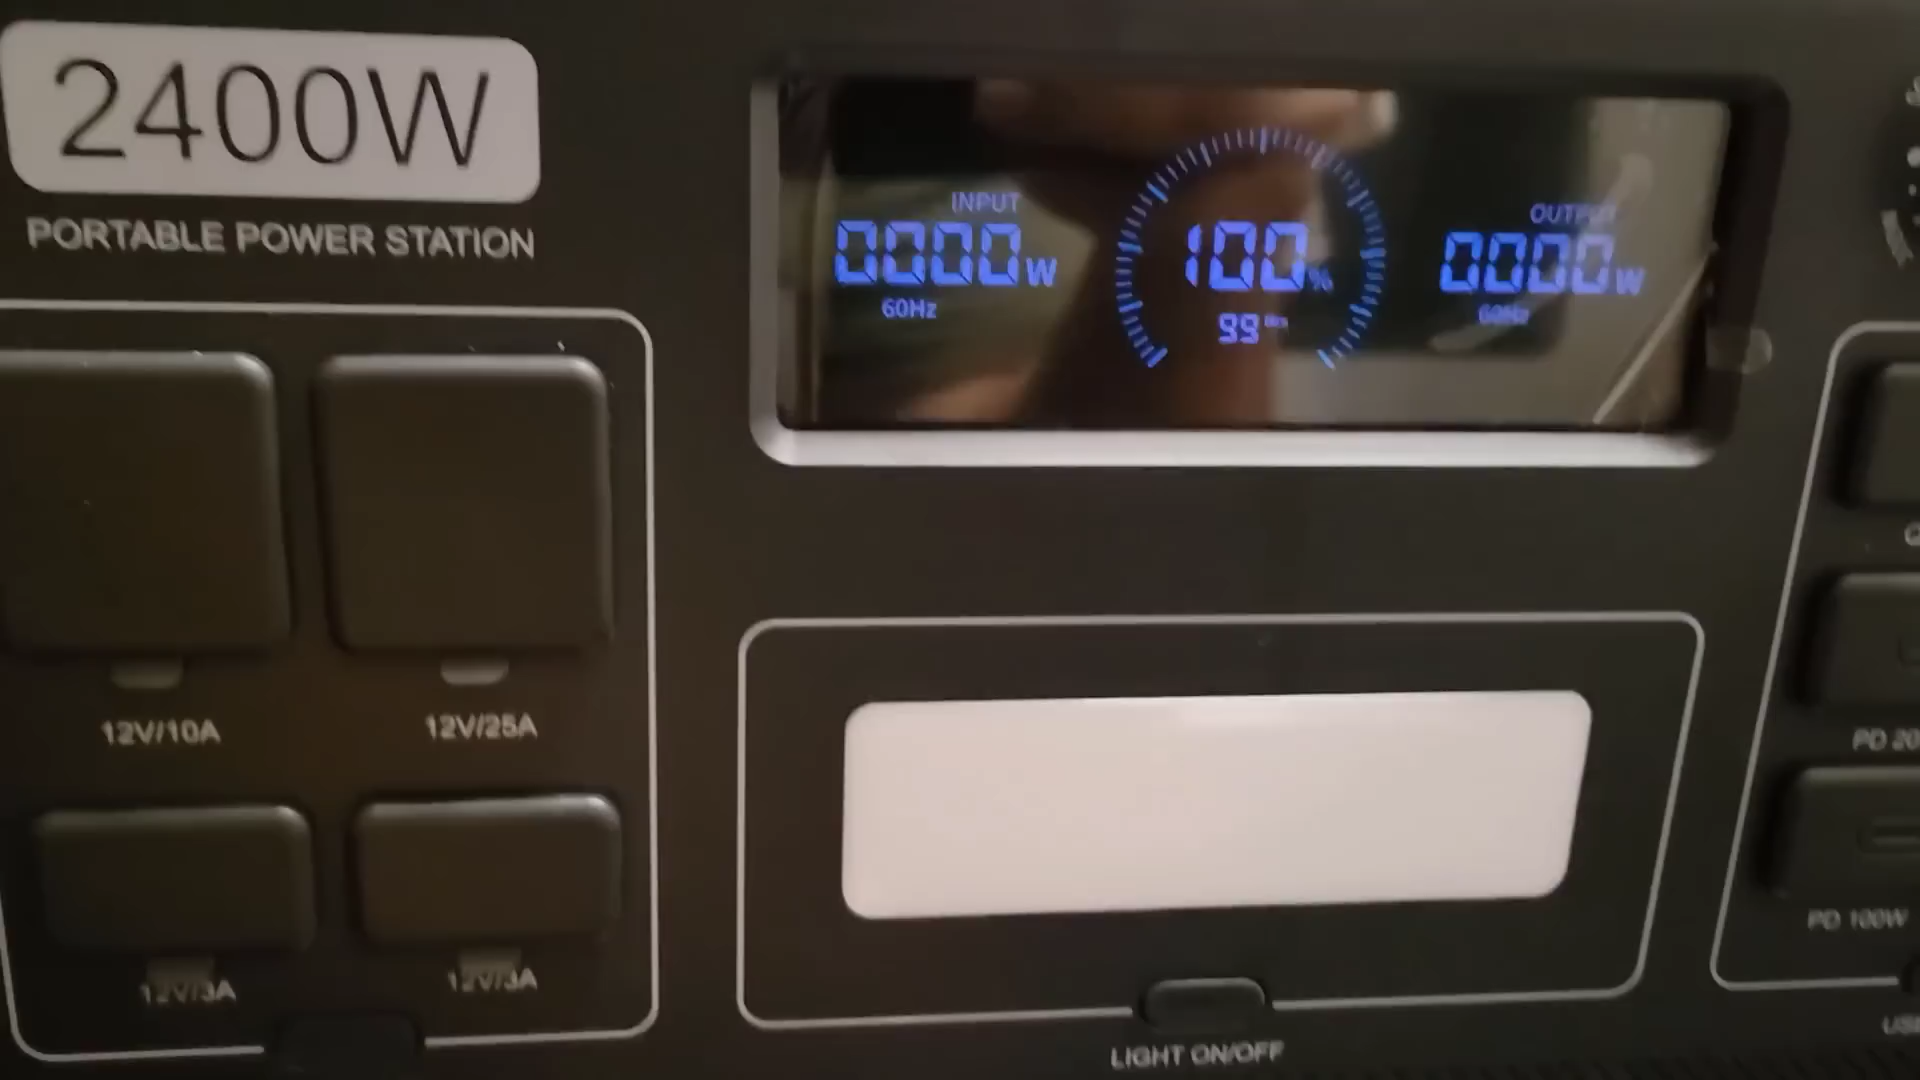 2400W
PORTABLE POWER STATION
INPUT
0000W
60Hz
100%
99
OUTPUT
0000W
60Hz
12V/10A
12V/25A
12V/3A
12V/3A
LIGHT ON/OFF
PD 100W